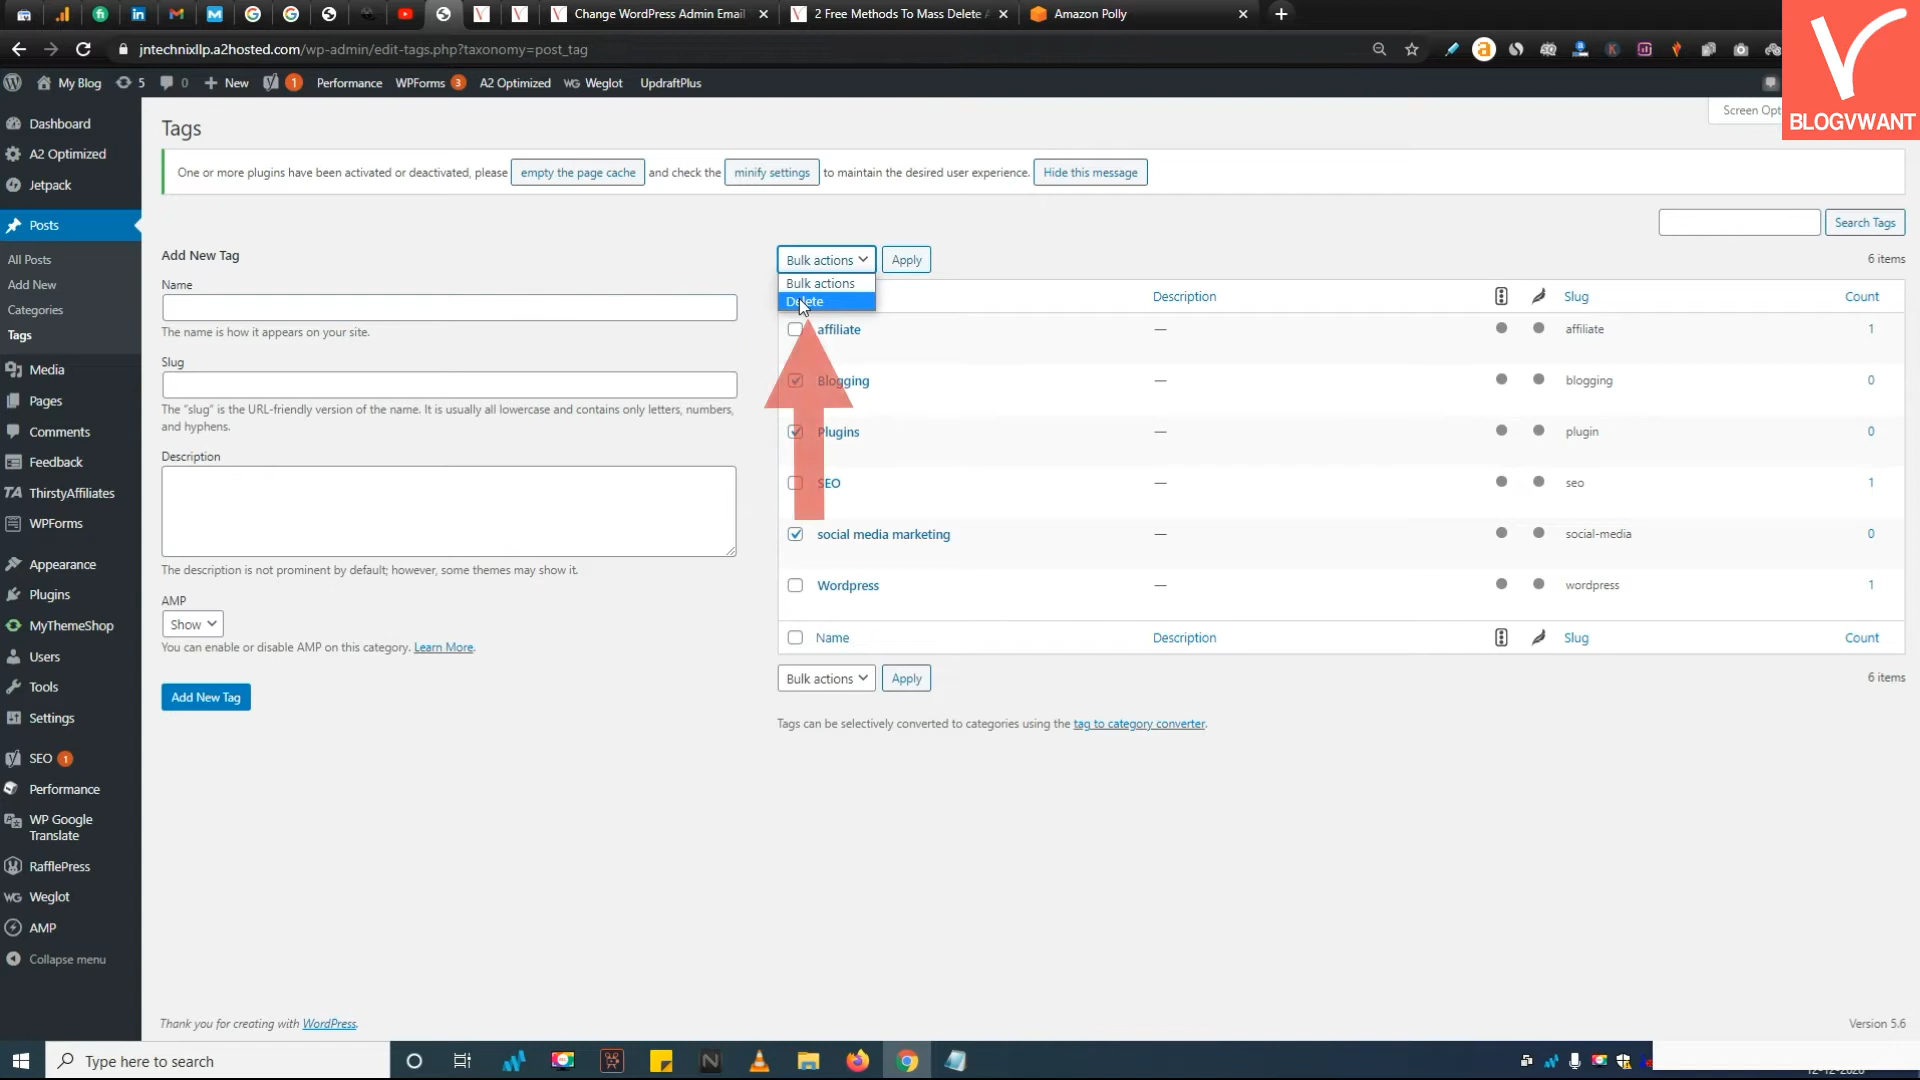 Change WordPress Admin Email
2 Free Methods To Mass Delete
Amazon Polly
jntechnixllp.a2hosted.com/wp-admin/edit-tags.php?taxonomy=post_tag
BLOGVWANT
My Blog 5 0 New 1 Performance WPForms 3 A2 Optimized WG Weglot UpdraftPlus
Screen Opt
Dashboard
A2 Optimized
Jetpack
Posts
All Posts
Add New
Categories
Tags
Media
Pages
Comments
Feedback
TA ThirstyAffiliates
WPForms
Appearance
Plugins
MyThemeShop
Users
Tools
Settings
SEO 1
Performance
WP Google
Translate
RafflePress
WG Weglot
AMP
Collapse menu
Tags
One or more plugins have been activated or deactivated, please empty the page cache and check the minify settings to maintain the desired user experience. Hide this message
Search Tags
Add New Tag
Name
The name is how it appears on your site.
Slug
The “slug” is the URL-friendly version of the name. It is usually all lowercase and contains only letters, numbers,
and hyphens.
Description
The description is not prominent by default; however, some themes may show it.
AMP
Show
You can enable or disable AMP on this category. Learn More.
Add New Tag
Bulk actions Apply
6 items
Bulk actions
Delete
Description Slug Count
affiliate — affiliate 1
Blogging — blogging 0
Plugins — plugin 0
SEO — seo 1
social media marketing — social-media 0
Wordpress — wordpress 1
Name Description Slug Count
Bulk actions Apply
6 items
Tags can be selectively converted to categories using the tag to category converter.
Thank you for creating with WordPress.
Version 5.6
Type here to search